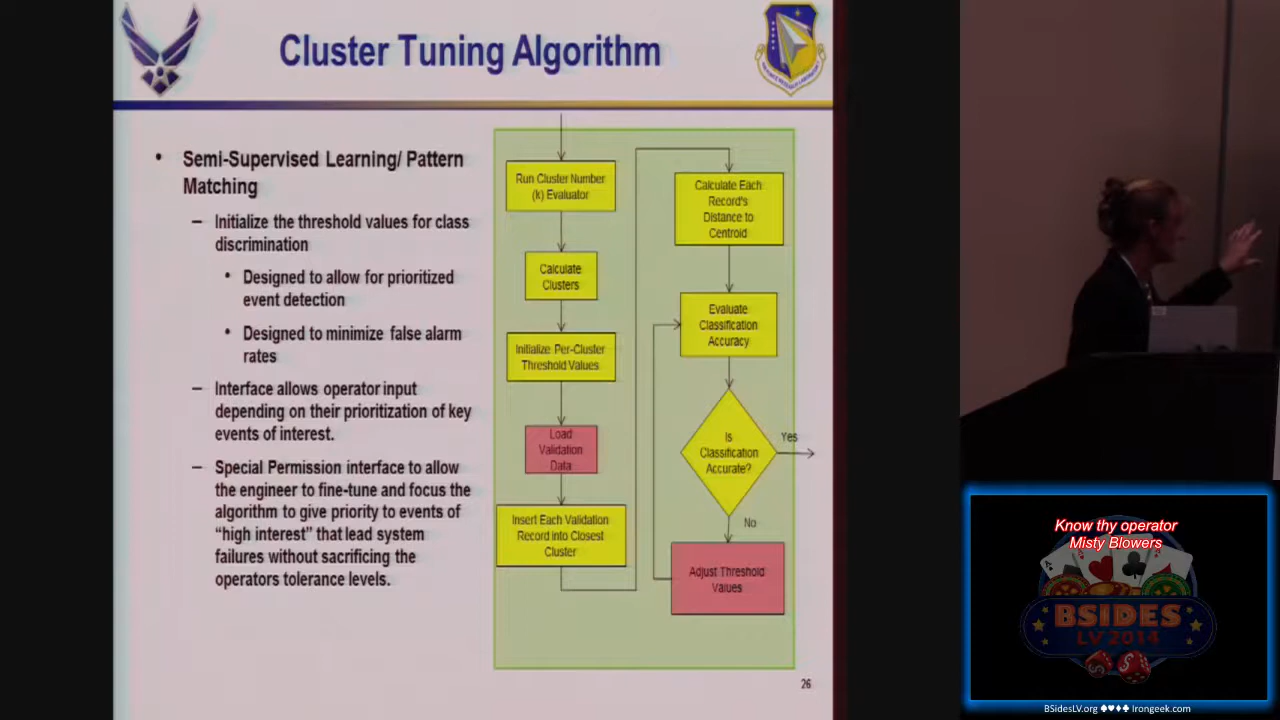 Cluster Tuning Algorithm
• Semi-Supervised Learning/ Pattern
Matching
– Initialize the threshold values for class
discrimination
• Designed to allow for prioritized
event detection
• Designed to minimize false alarm
rates
– Interface allows operator input
depending on their prioritization of key
events of interest.
– Special Permission interface to allow
the engineer to fine-tune and focus the
algorithm to give priority to events of
“high interest” that lead system
failures without sacrificing the
operators tolerance levels.
Run Cluster Number
(k) Evaluator
Calculate
Clusters
Initialize Per-Cluster
Threshold Values
Load
Validation
Data
Insert Each Validation
Record into Closest
Cluster
Calculate Each
Record's
Distance to
Centroid
Evaluate
Classification
Accuracy
Is
Classification
Accurate?
Yes
No
Adjust Threshold
Values
26
Know thy operator
Misty Blowers
BSIDES
LV 2014
BSidesLV.org ♠♥♦♣ Irongeek.com